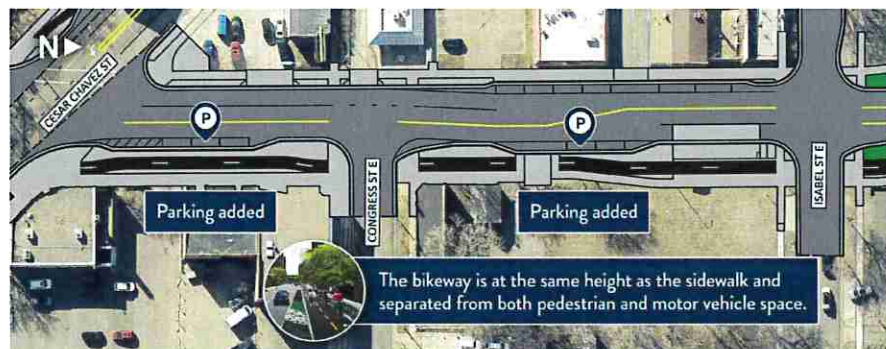 N
CESAR CHAVEZ ST
P
P
CONGRESS ST E
ISABEL ST E
Parking added
Parking added
The bikeway is at the same height as the sidewalk and
separated from both pedestrian and motor vehicle space.